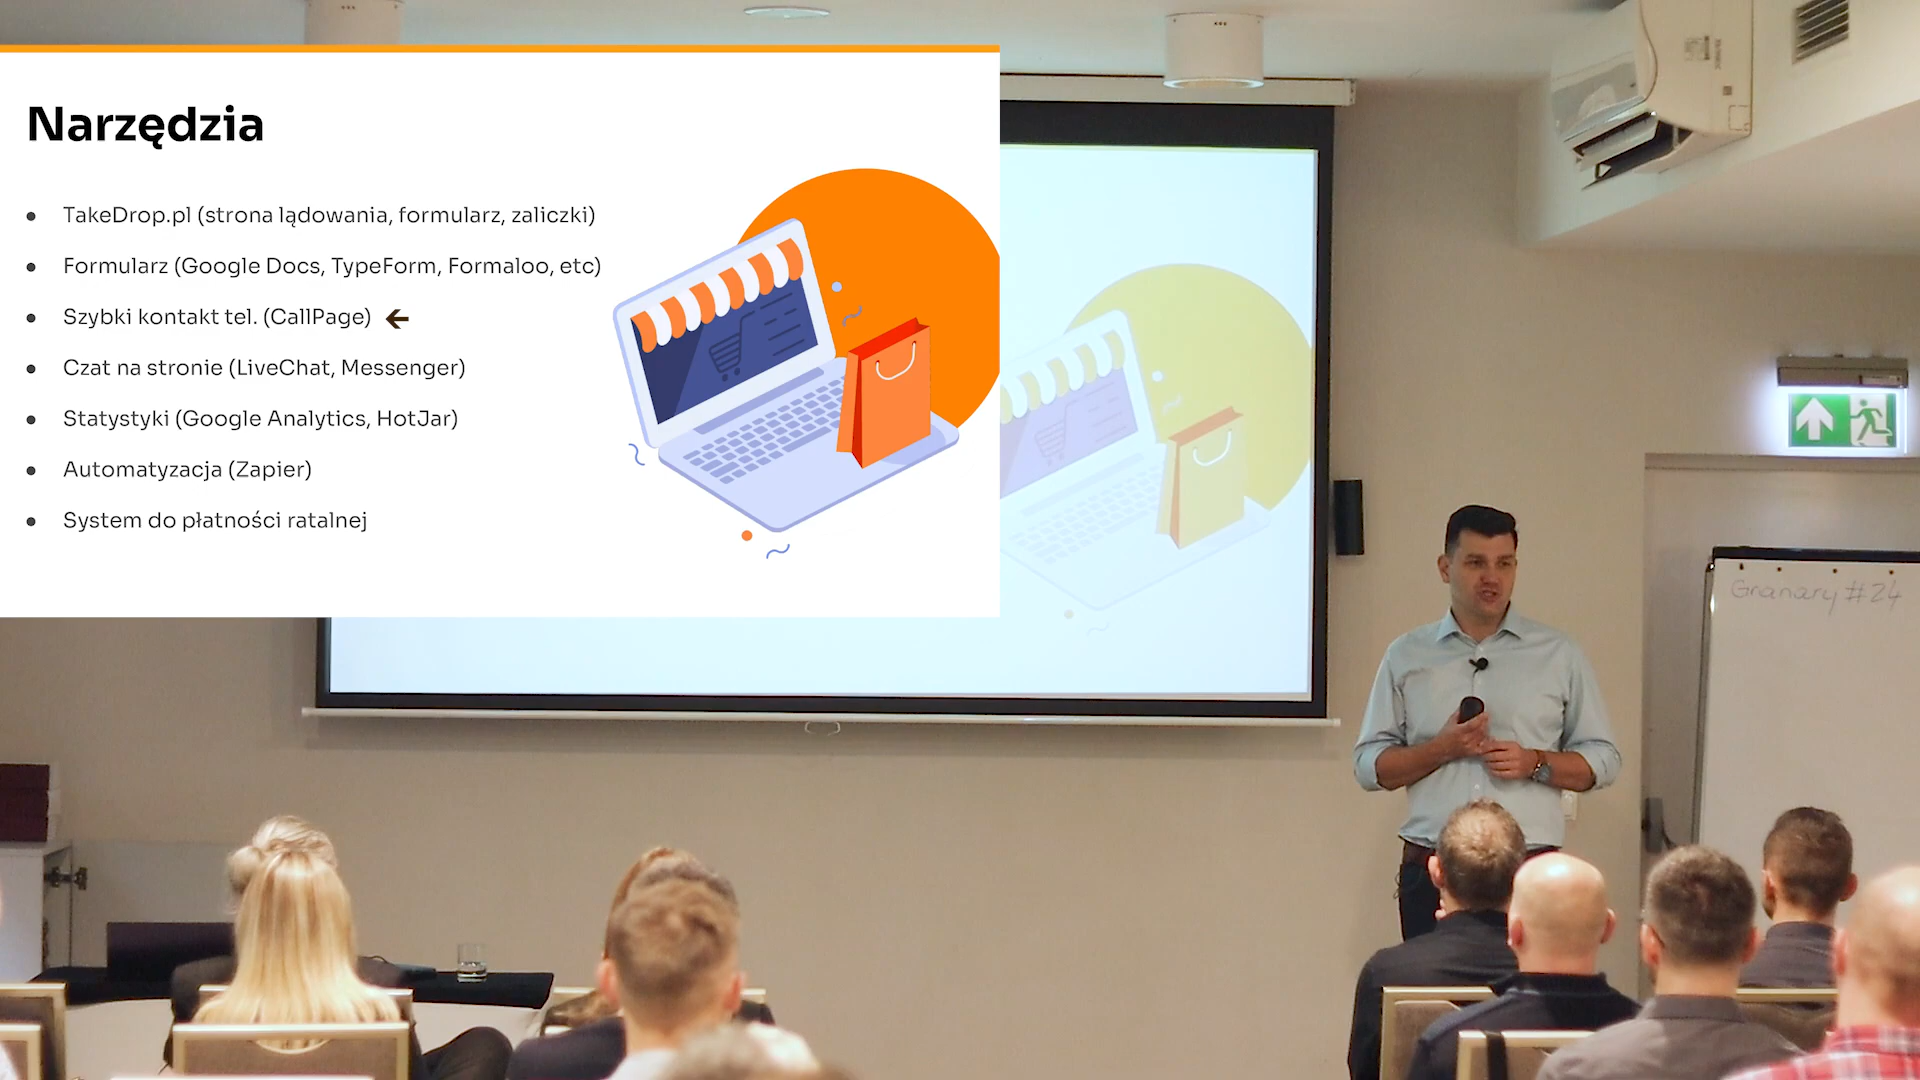 Narzędzia
TakeDrop.pl (strona lądowania, formularz, zaliczki)
Formularz (Google Docs, TypeForm, Formaloo, etc)
Szybki kontakt tel. (CallPage) ←
Czat na stronie (LiveChat, Messenger)
Statystyki (Google Analytics, HotJar)
Automatyzacja (Zapier)
System do płatności ratalnej
Granary #24